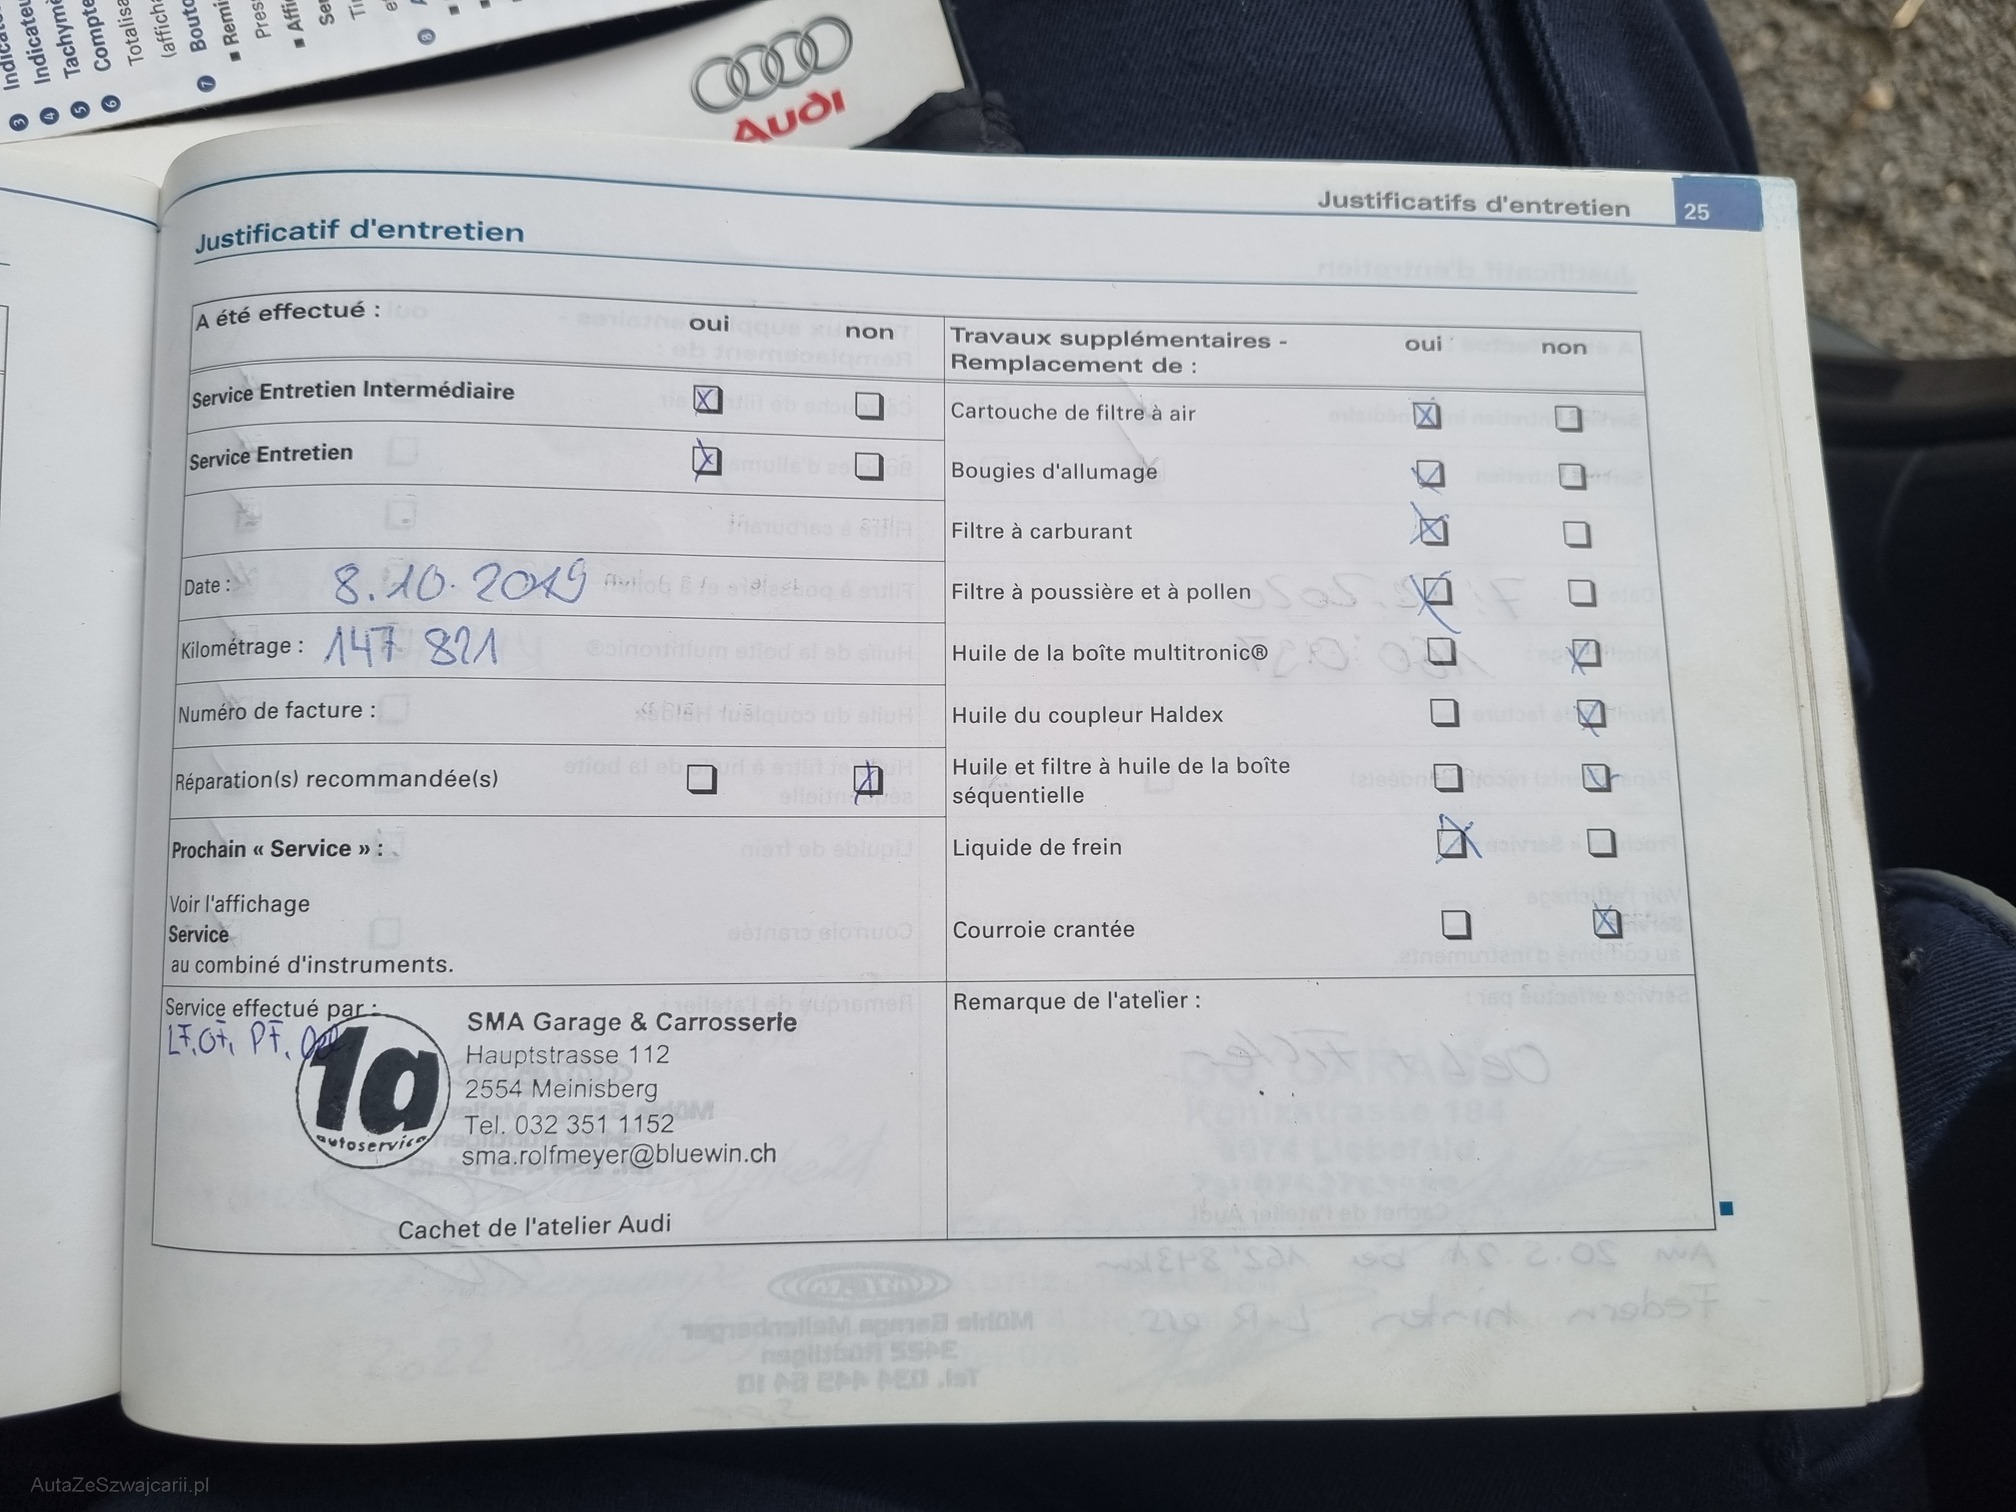 AUDI
Justificatifs d'entretien 25
Justificatif d'entretien
A été effectué : oui non
Service Entretien Intermédiaire
Service Entretien
Date : 8.10.2019
Kilométrage : 147 821
Numéro de facture :
Réparation(s) recommandée(s)
Prochain « Service » :
Voir l'affichage
Service
au combiné d'instruments.
Service effectué par :
SMA Garage & Carrosserie
Hauptstrasse 112
2554 Meinisberg
Tel. 032 351 1152
sma.rolfmeyer@bluewin.ch
1a
autoservice
Cachet de l'atelier Audi
Travaux supplémentaires - oui non
Remplacement de :
Cartouche de filtre à air
Bougies d'allumage
Filtre à carburant
Filtre à poussière et à pollen
Huile de la boîte multitronic®
Huile du coupleur Haldex
Huile et filtre à huile de la boîte
séquentielle
Liquide de frein
Courroie crantée
Remarque de l'atelier :
AutaZeSzwajcarii.pl